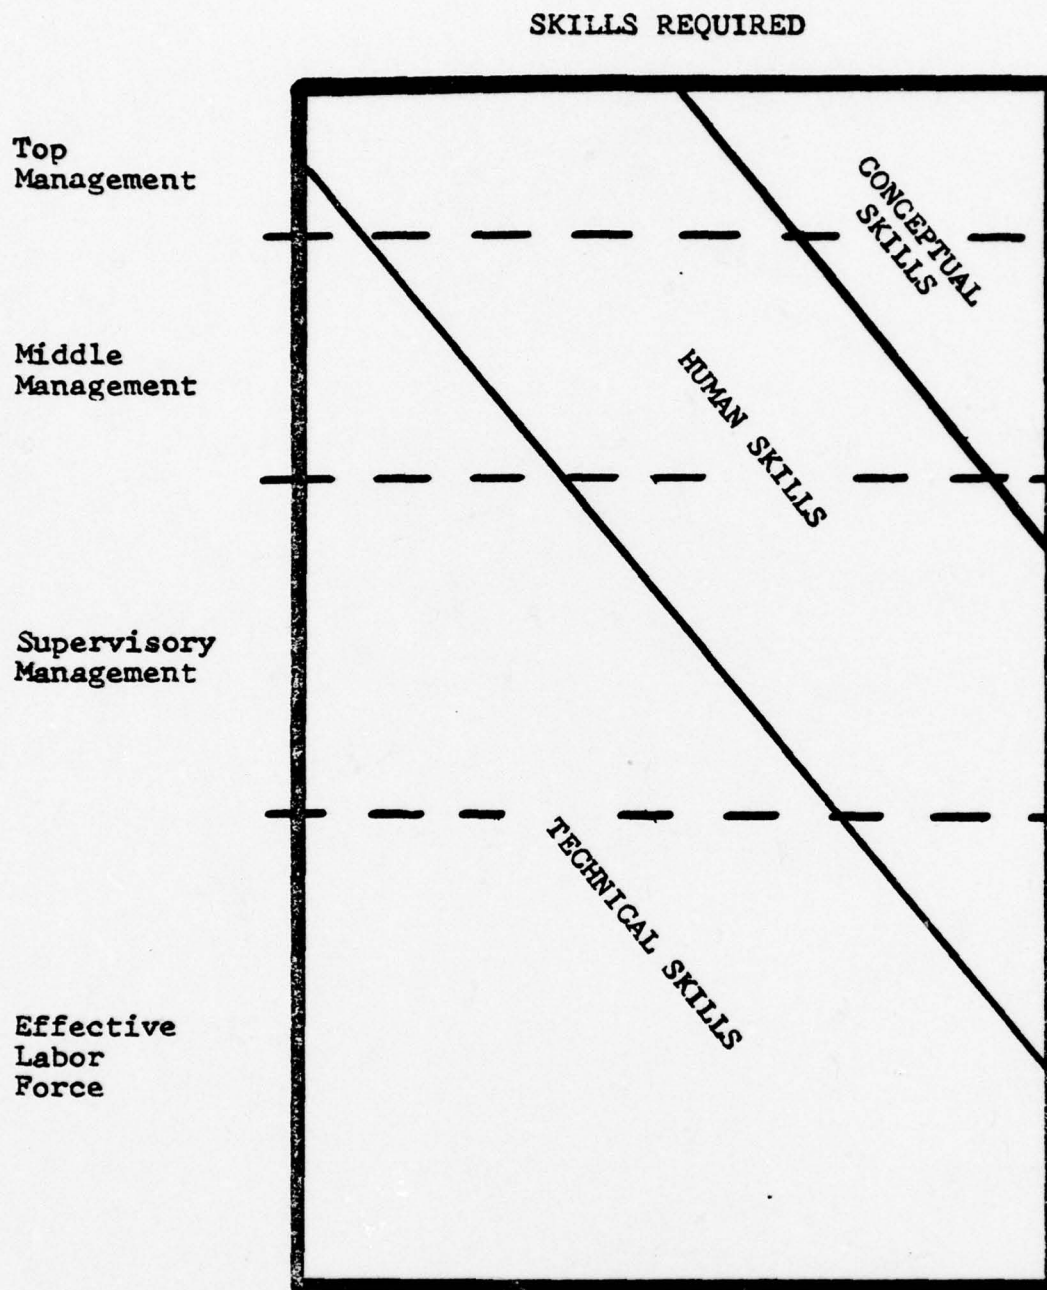 SKILLS REQUIRED
Top
Management
CONCEPTUAL
SKILLS
Middle
Management
HUMAN SKILLS
Supervisory
Management
TECHNICAL SKILLS
Effective
Labor
Force